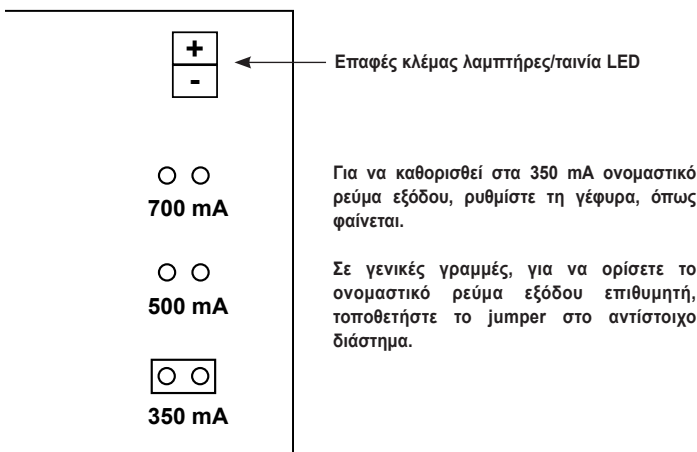 +
-
Επαφές κλέμας λαμπτήρες/ταινία LED
700 mA
Για να καθορισθεί στα 350 mA ονομαστικό
ρεύμα εξόδου, ρυθμίστε τη γέφυρα, όπως
φαίνεται.
500 mA
Σε γενικές γραμμές, για να ορίσετε το
ονομαστικό ρεύμα εξόδου επιθυμητή,
τοποθετήστε το jumper στο αντίστοιχο
διάστημα.
350 mA